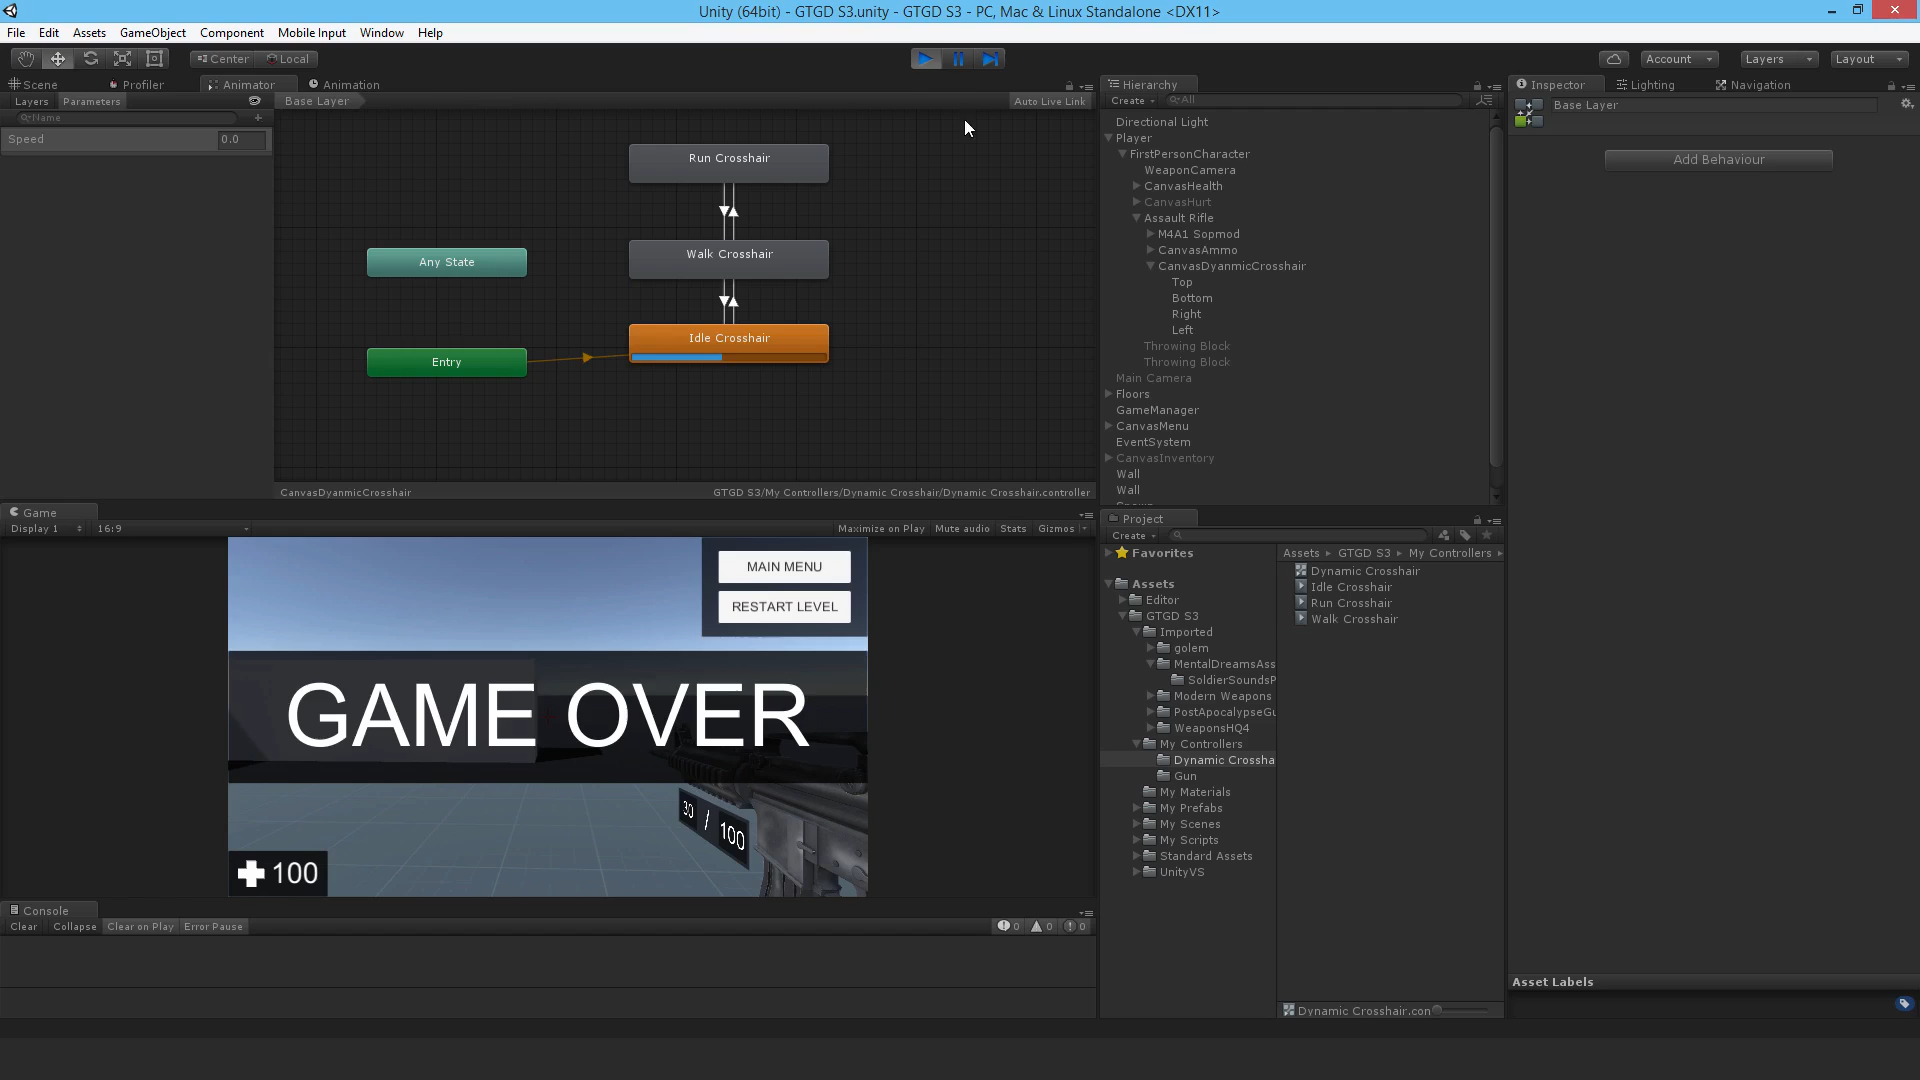 Unity (64bit) - GTGD S3.unity - GTGD S3 - PC, Mac & Linux Standalone <DX11>
File Edit Assets GameObject Component Mobile Input Window Help
Center Local
Account Layers Layout
Scene Profiler Animator Animation
Layers Parameters
Base Layer
Auto Live Link
Name
Speed 0.0
Run Crosshair
Walk Crosshair
Any State
Idle Crosshair
Entry
CanvasDyanmicCrosshair
GTGD S3/My Controllers/Dynamic Crosshair/Dynamic Crosshair.controller
Hierarchy
Create All
Directional Light
Player
FirstPersonCharacter
WeaponCamera
CanvasHealth
CanvasHurt
Assault Rifle
M4A1 Sopmod
CanvasAmmo
CanvasDyanmicCrosshair
Top
Bottom
Right
Left
Throwing Block
Throwing Block
Main Camera
Floors
GameManager
CanvasMenu
EventSystem
CanvasInventory
Wall
Wall
Inspector Lighting Navigation
Base Layer
Add Behaviour
Game
Display 1 16:9
Maximize on Play Mute audio Stats Gizmos
MAIN MENU
RESTART LEVEL
GAME OVER
30 / 100
100
Console
Clear Collapse Clear on Play Error Pause
0 0 0
Project
Create
Favorites
Assets
Editor
GTGD S3
Imported
golem
MentalDreamsAss
SoldierSoundsP
Modern Weapons
PostApocalypseGu
WeaponsHQ4
My Controllers
Dynamic Crossha
Gun
My Materials
My Prefabs
My Scenes
My Scripts
Standard Assets
UnityVS
Assets GTGD S3 My Controllers
Dynamic Crosshair
Idle Crosshair
Run Crosshair
Walk Crosshair
Dynamic Crosshair.con
Asset Labels